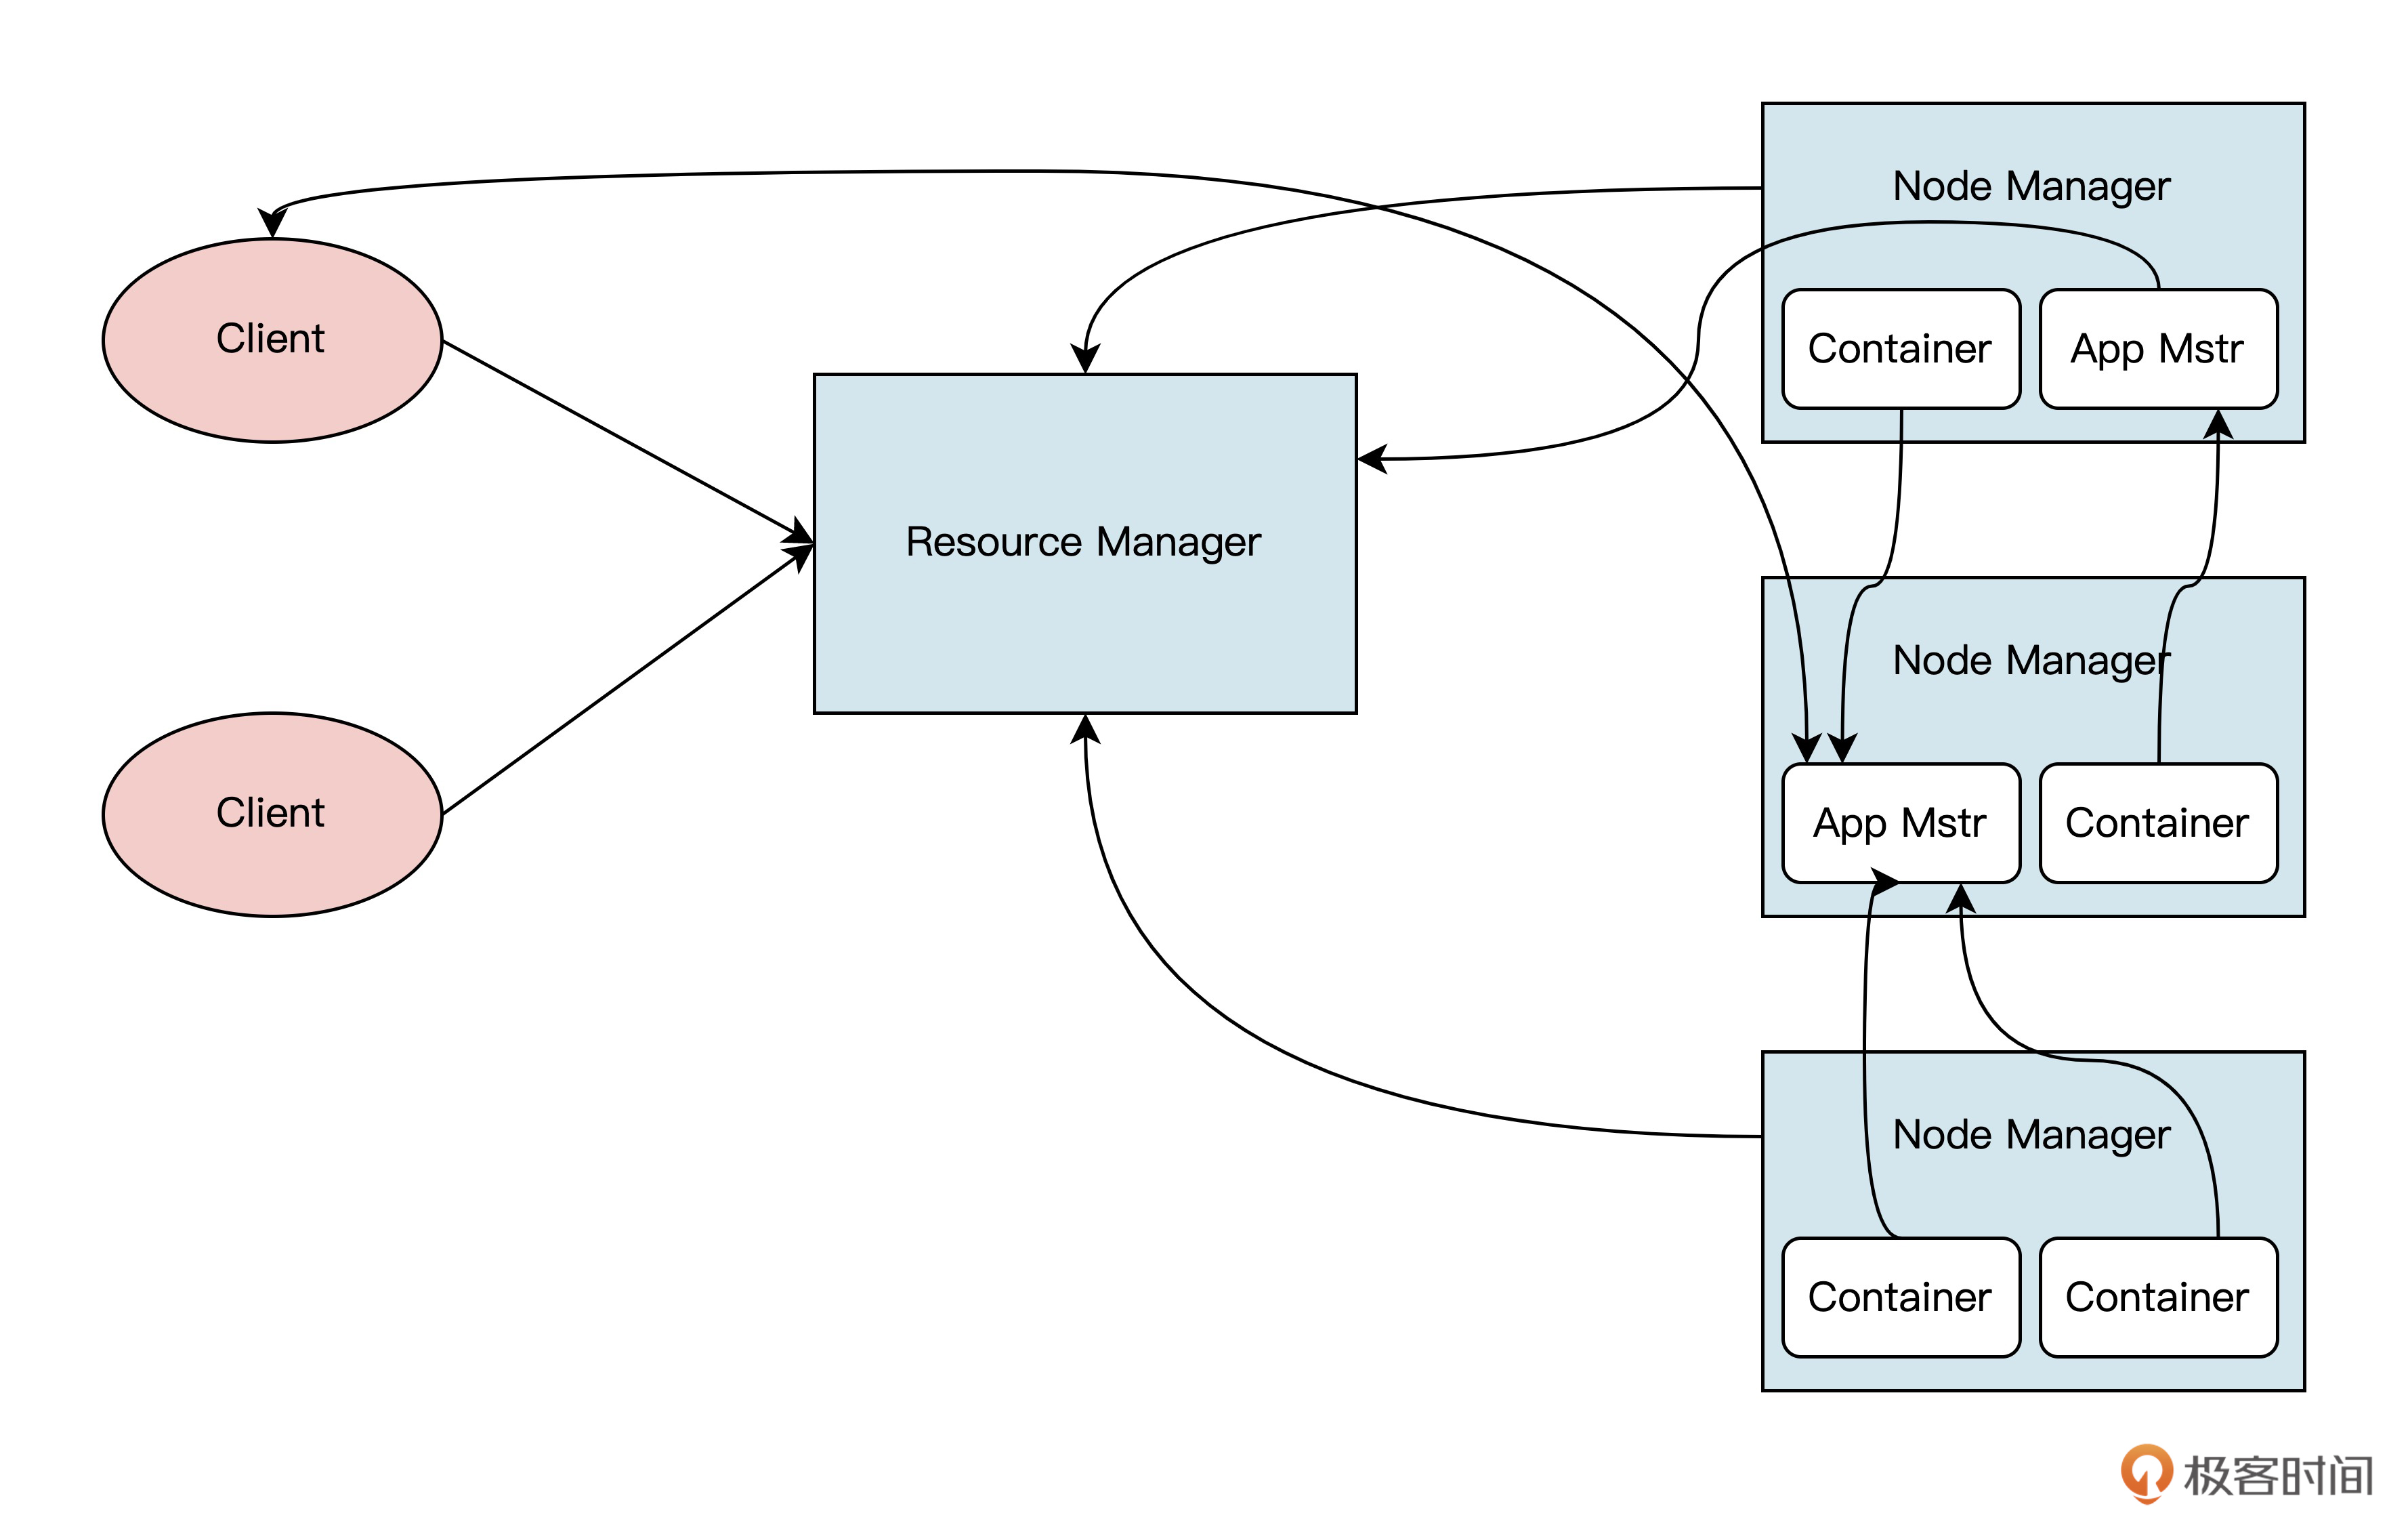 Node Manager
Client
Container
App Mstr
Resource Manager
Node Manager
Client
App Mstr
Container
Node Manager
Container
Container
极客时间